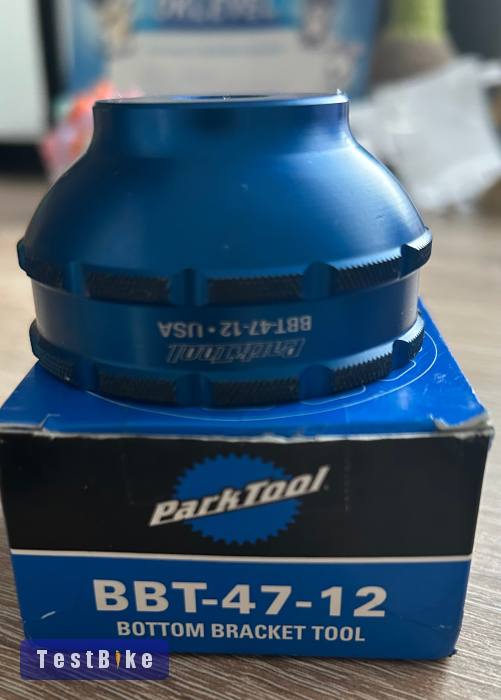 BBT-47-12 • USA
ParkTool
ParkTool
BBT-47-12
BOTTOM BRACKET TOOL
TestBike